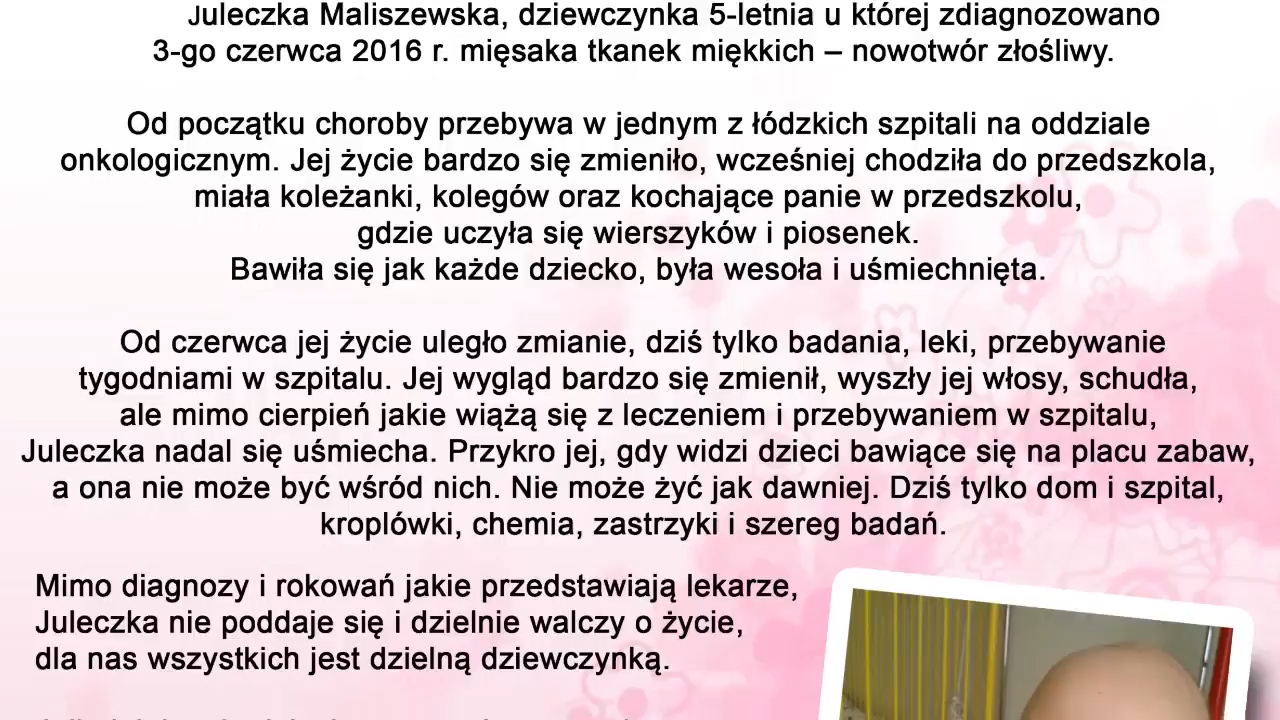 Juleczka Maliszewska, dziewczynka 5-letnia u której zdiagnozowano
3-go czerwca 2016 r. mięsaka tkanek miękkich – nowotwór złośliwy.
Od początku choroby przebywa w jednym z łódzkich szpitali na oddziale
onkologicznym. Jej życie bardzo się zmieniło, wcześniej chodziła do przedszkola,
miała koleżanki, kolegów oraz kochające panie w przedszkolu,
gdzie uczyła się wierszyków i piosenek.
Bawiła się jak każde dziecko, była wesoła i uśmiechnięta.
Od czerwca jej życie uległo zmianie, dziś tylko badania, leki, przebywanie
tygodniami w szpitalu. Jej wygląd bardzo się zmienił, wyszły jej włosy, schudła,
ale mimo cierpień jakie wiążą się z leczeniem i przebywaniem w szpitalu,
Juleczka nadal się uśmiecha. Przykro jej, gdy widzi dzieci bawiące się na placu zabaw,
a ona nie może być wśród nich. Nie może żyć jak dawniej. Dziś tylko dom i szpital,
kroplówki, chemia, zastrzyki i szereg badań.
Mimo diagnozy i rokowań jakie przedstawiają lekarze,
Juleczka nie poddaje się i dzielnie walczy o życie,
dla nas wszystkich jest dzielną dziewczynką.